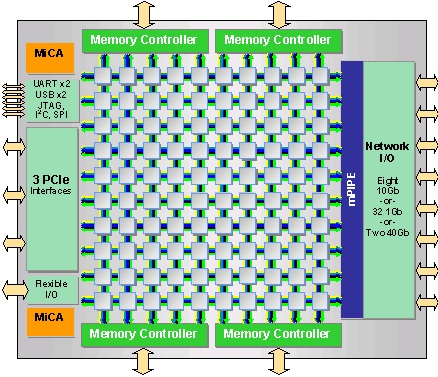 Memory Controller
Memory Controller
MiCA
UART x2
USB x2
JTAG,
I²C, SPI
3 PCIe
Interfaces
Flexible
I/O
MiCA
mPIPE
Network
I/O
Eight
10Gb
-or-
32 1Gb
-or-
Two 40Gb
Memory Controller
Memory Controller